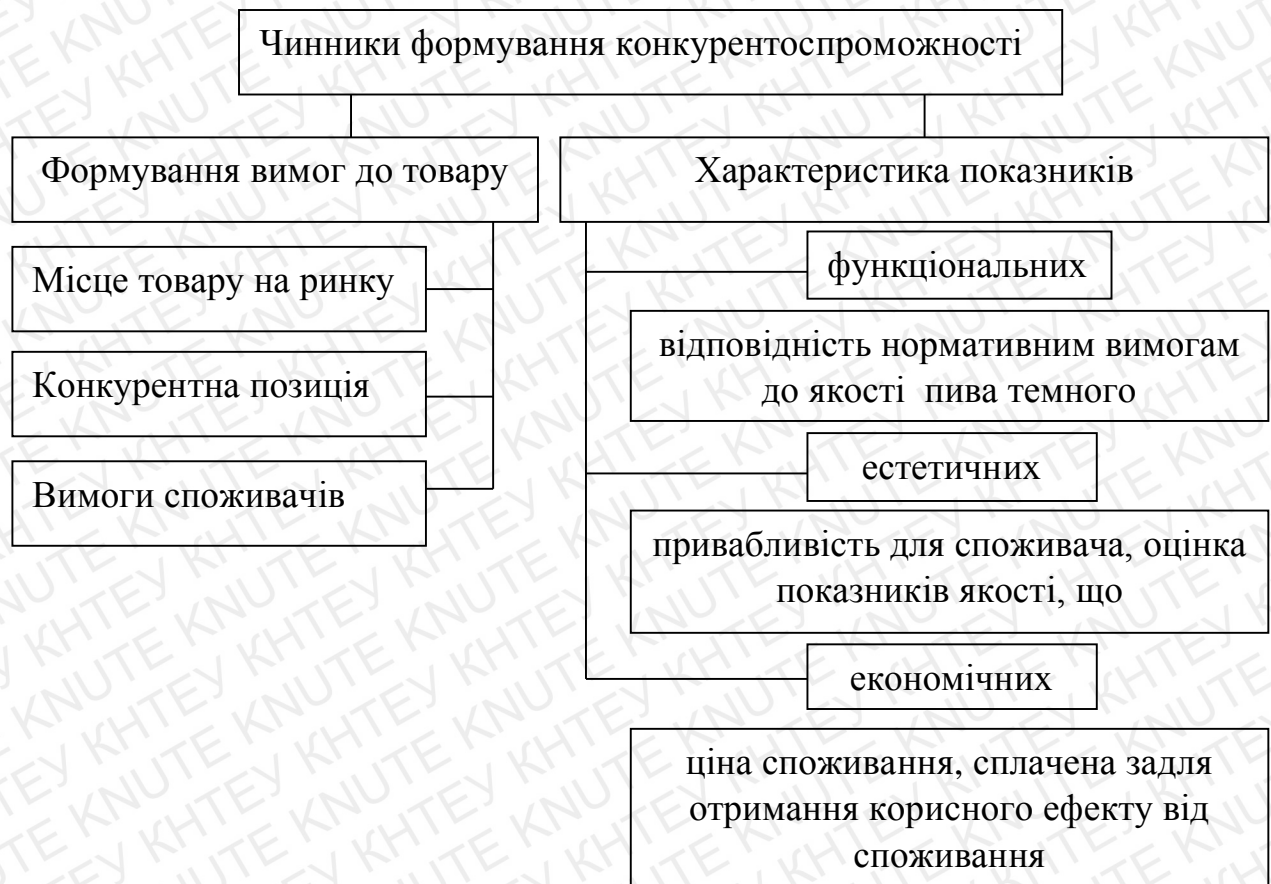 Чинники формування конкурентоспроможності
Формування вимог до товару
Місце товару на ринку
Конкурентна позиція
Вимоги споживачів
Характеристика показників
функціональних
відповідність нормативним вимогам
до якості пива темного
естетичних
привабливість для споживача, оцінка
показників якості, що
економічних
ціна споживання, сплачена задля
отримання корисного ефекту від
споживання
KNUTE КНТЕУ